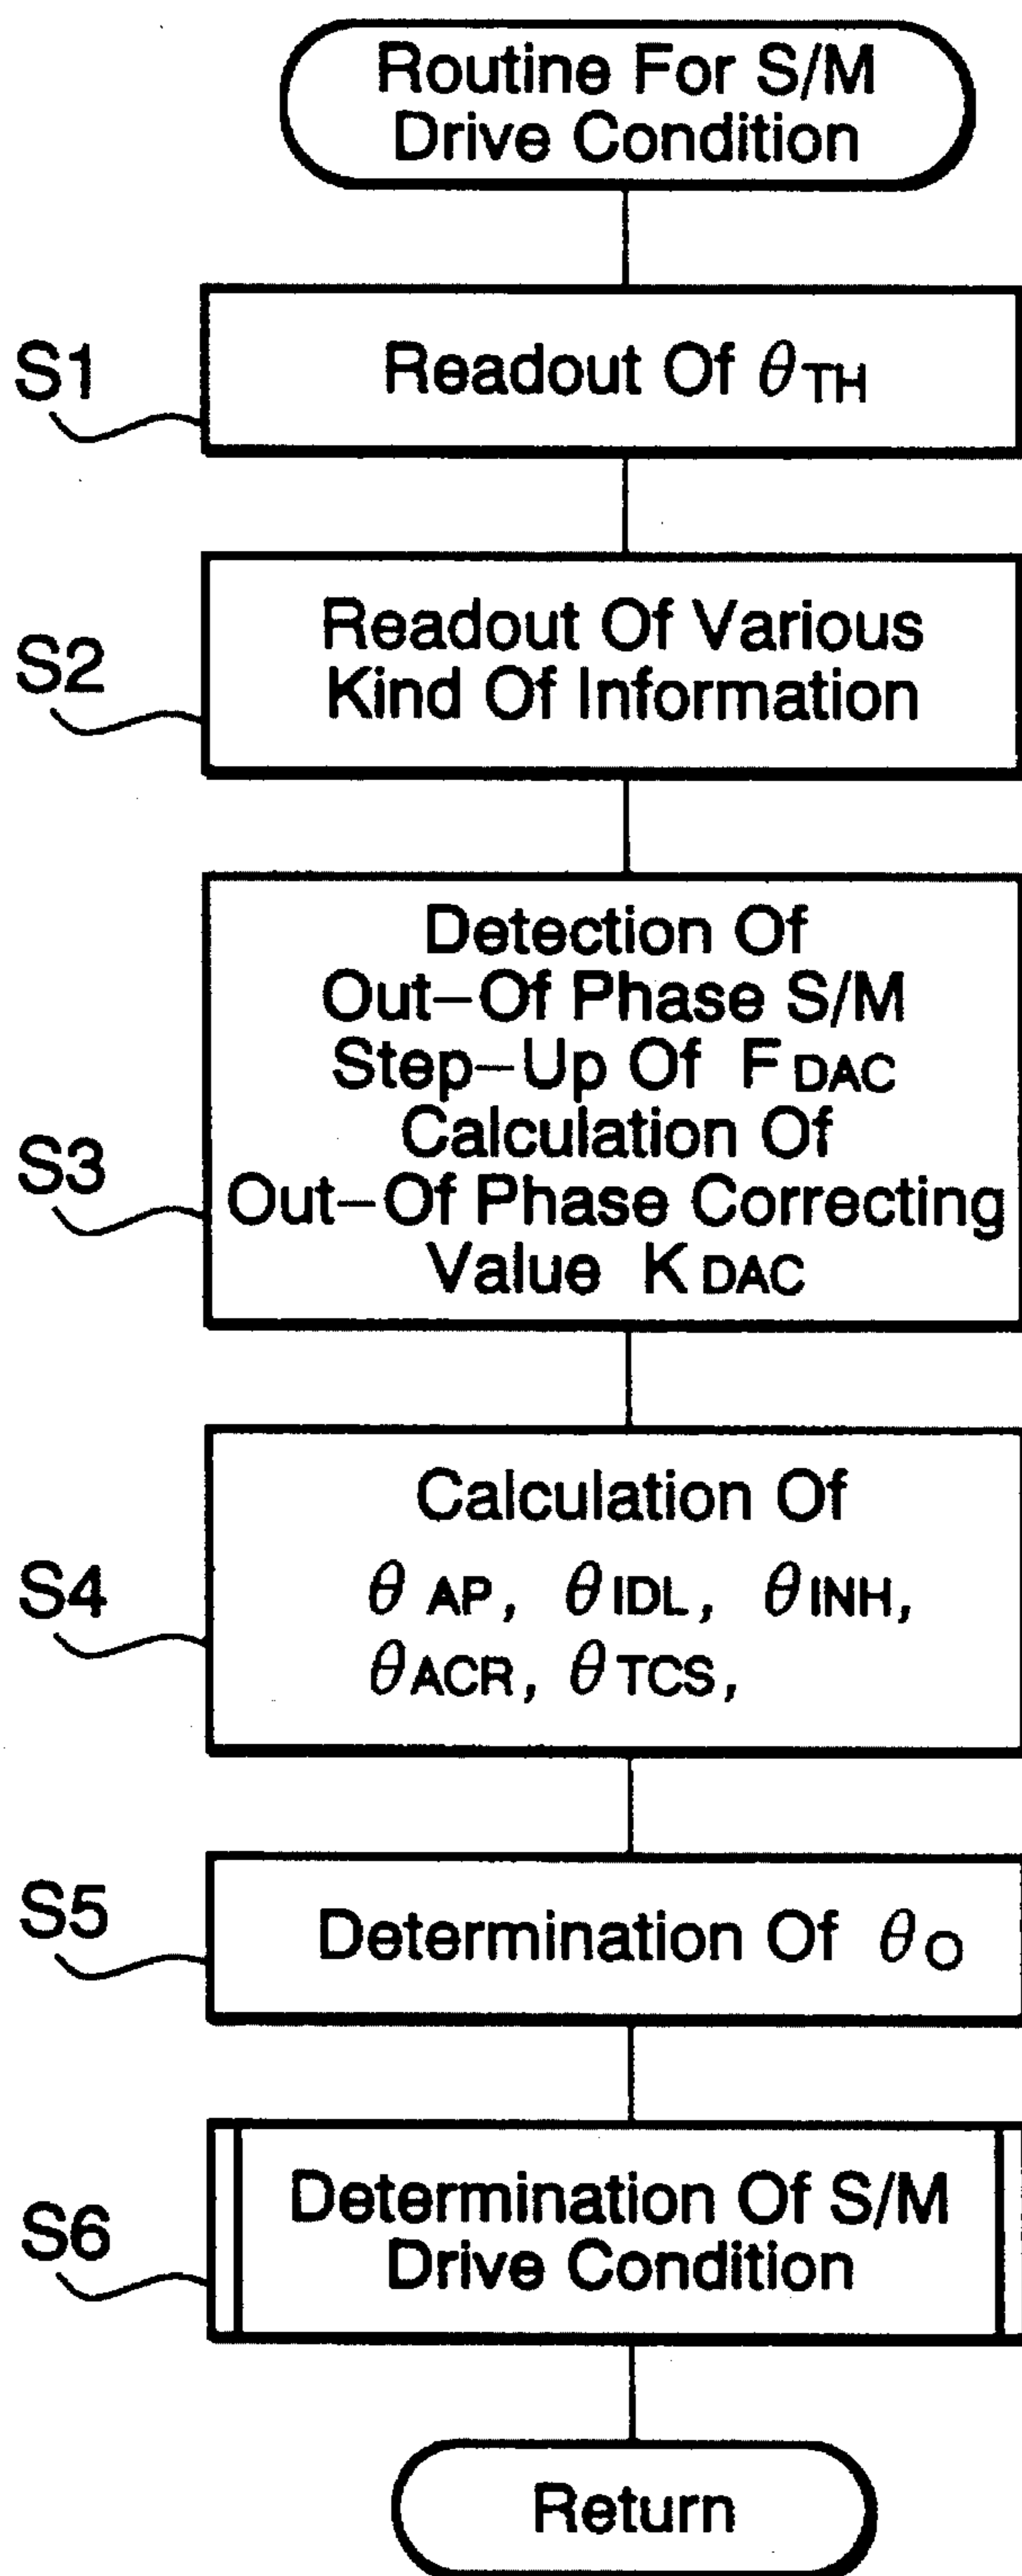 Routine For S/M
Drive Condition
S1
Readout Of θTH
S2
Readout Of Various
Kind Of Information
S3
Detection Of
Out-Of Phase S/M
Step-Up Of FDAC
Calculation Of
Out-Of Phase Correcting
Value KDAC
S4
Calculation Of
θAP, θIDL, θINH,
θACR, θTCS,
S5
Determination Of θO
S6
Determination Of S/M
Drive Condition
Return